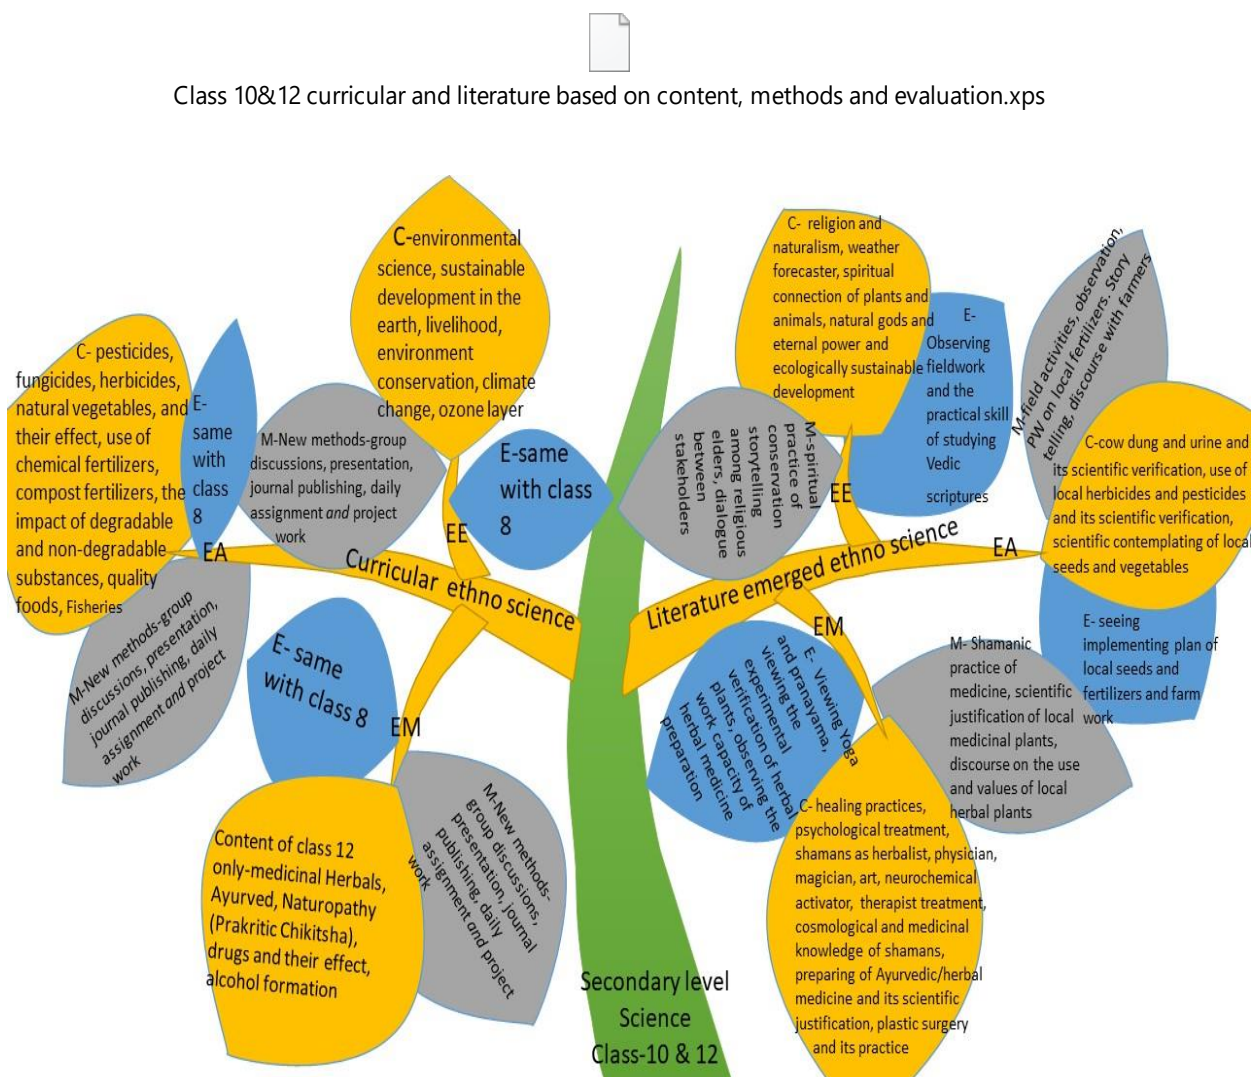 Class 10&12 curricular and literature based on content, methods and evaluation.xps
C-environmental
science, sustainable
development in the
earth, livelihood,
environment
conservation, climate
change, ozone layer
C- pesticides,
fungicides, herbicides,
natural vegetables, and
their effect, use of
chemical fertilizers,
compost fertilizers, the
impact of degradable
and non-degradable
substances, quality
foods, Fisheries
E-
same
with
class
8
M-New methods-group
discussions, presentation,
journal publishing, daily
assignment and project
work
E-same
with class
8
EE
EA
Curricular ethno science
M-New methods-group
discussions, presentation,
journal publishing, daily
assignment and project
work
E- same
with class 8
EM
Content of class 12
only-medicinal Herbals,
Ayurved, Naturopathy
(Prakritic Chikitsha),
drugs and their effect,
alcohol formation
M-New methods-
group discussions,
presentation, journal
publishing, daily
assignment and project
work
C- religion and
naturalism, weather
forecaster, spiritual
connection of plants and
animals, natural gods and
eternal power and
ecologically sustainable
development
E-
Observing
fieldwork
and the
practical skill
of studying
Vedic
scriptures
M-spiritual
practice of
conservation
storytelling
among religious
elders, dialogue
between
stakeholders
EE
M-field activities, observation,
PW on local fertilizers. Story
telling, discourse with farmers
C-cow dung and urine and
its scientific verification, use of
local herbicides and pesticides
and its scientific verification,
scientific contemplating of local
seeds and vegetables
EA
Literature emerged ethno science
E- seeing
implementing plan of
local seeds and
fertilizers and farm
work
EM
E- Viewing Yoga
and pranayama,
viewing the
experimental
verification of herbal
plants, observing the
work capacity of
herbal medicine
preparation
M- Shamanic
practice of
medicine, scientific
justification of local
medicinal plants,
discourse on the use
and values of local
herbal plants
C- healing practices,
psychological treatment,
shamans as herbalist, physician,
magician, art, neurochemical
activator, therapist treatment,
cosmological and medicinal
knowledge of shamans,
preparing of Ayurvedic/herbal
medicine and its scientific
justification, plastic surgery
and its practice
Secondary level
Science
Class-10 & 12